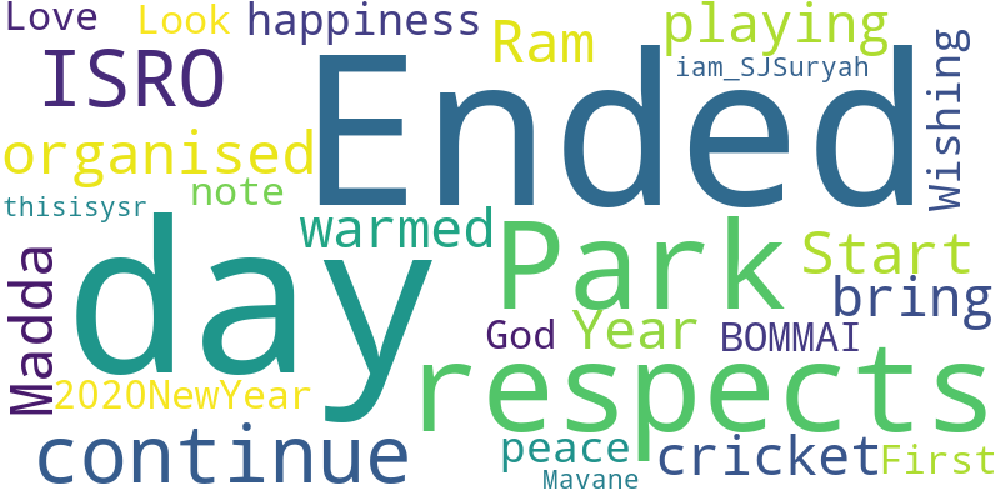 Love Look happiness Ram playing
iam_SJSuryah
ISRO Ended Wishing
organised
note
thisisysr
warmed
day Park Start
Madda
bring
God Year BOMMAI
2020NewYear respects
continue peace cricket First
Mavane